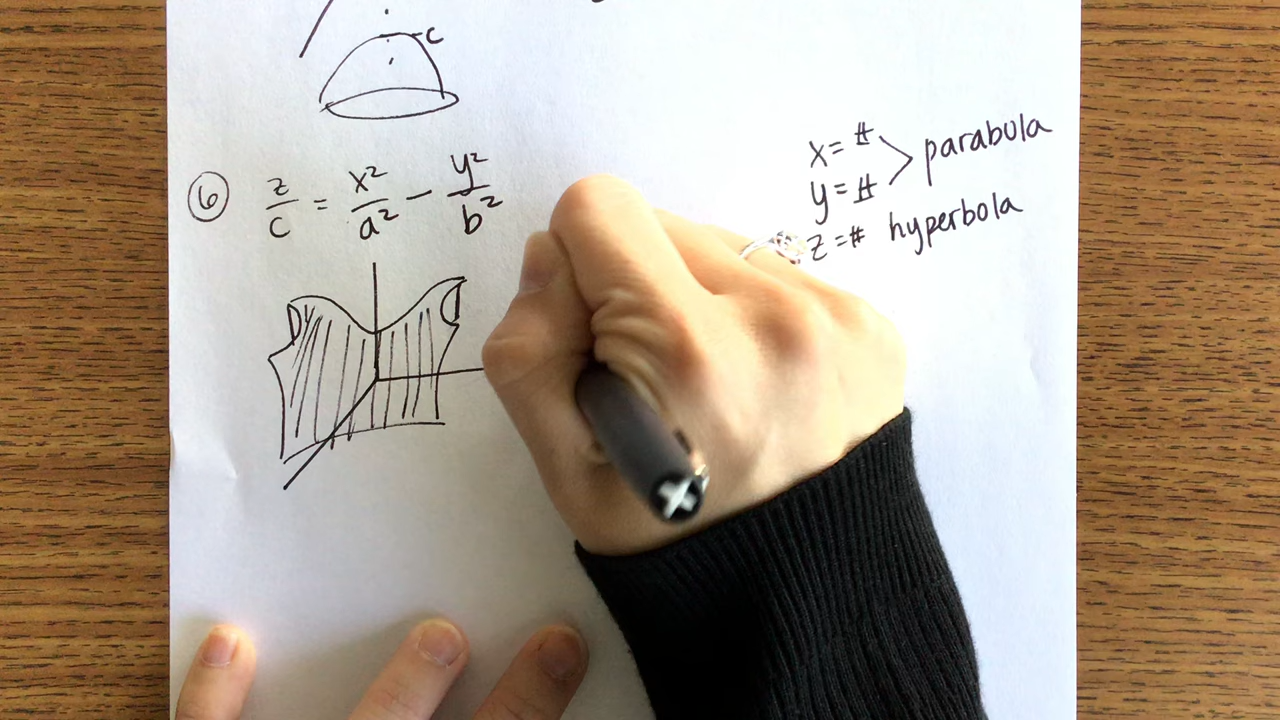 c
x = #
y = #
parabola
z = # hyperbola
⑥ z/c = x²/a² - y²/b²